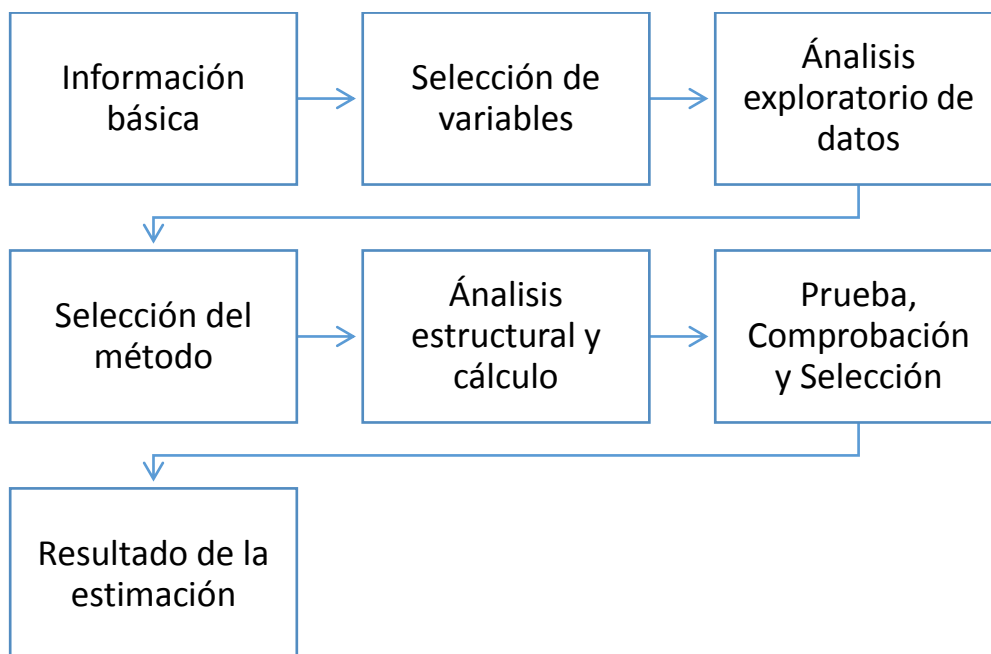 Información
básica
Selección de
variables
Ánalisis
exploratorio de
datos
Selección del
método
Ánalisis
estructural y
cálculo
Prueba,
Comprobación
y Selección
Resultado de la
estimación